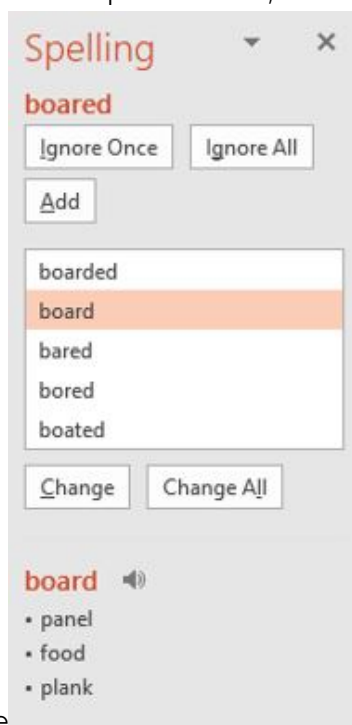 Spelling
boared
Ignore Once Ignore All
Add
boarded
board
bared
bored
boated
Change Change All
board
• panel
• food
• plank
e